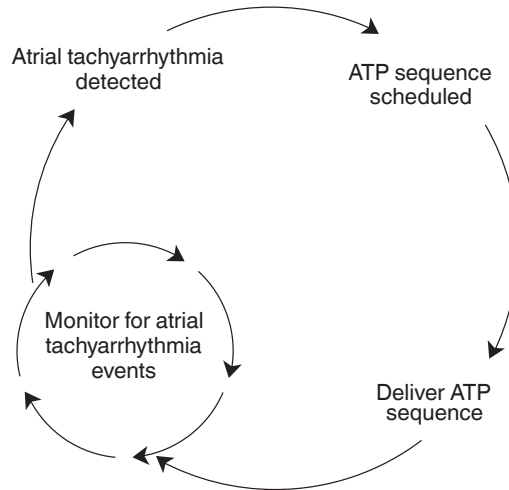 Atrial tachyarrhythmia
detected
ATP sequence
scheduled
Monitor for atrial
tachyarrhythmia
events
Deliver ATP
sequence